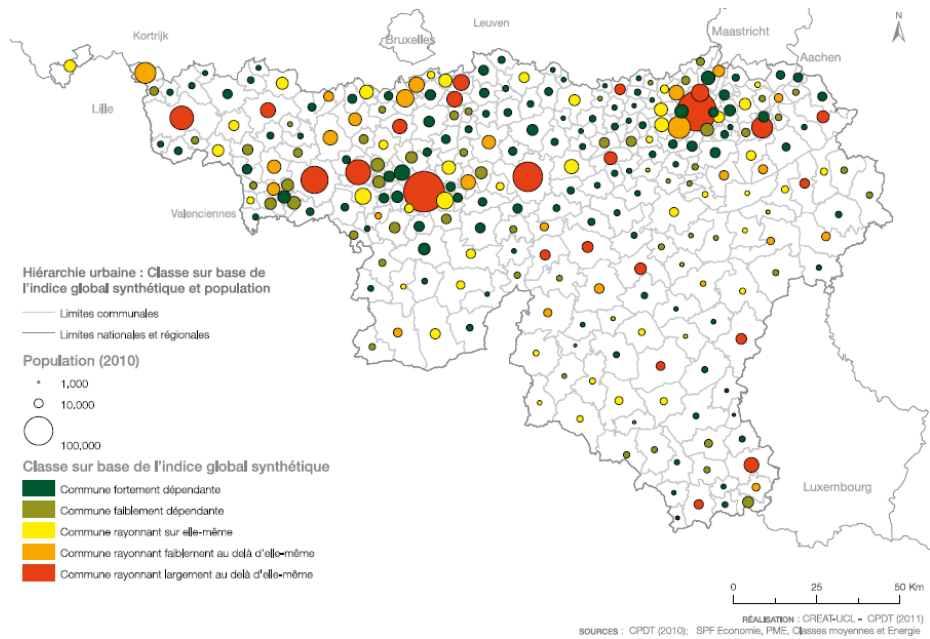 Kortrijk
Leuven
Bruxelles
Maastricht
Aachen
N
Lille
Valenciennes
Luxembourg
Hiérarchie urbaine : Classe sur base de
l'indice global synthétique et population
Limites communales
Limites nationales et régionales
Population (2010)
1,000
10,000
100,000
Classe sur base de l'indice global synthétique
Commune fortement dépendante
Commune faiblement dépendante
Commune rayonnant sur elle-même
Commune rayonnant faiblement au delà d'elle-même
Commune rayonnant largement au delà d'elle-même
0 25 50 Km
RÉALISATION : CREAT-UCL - CPDT (2011)
SOURCES : CPDT (2010); SPF Economie, PME, Classes moyennes et Energie